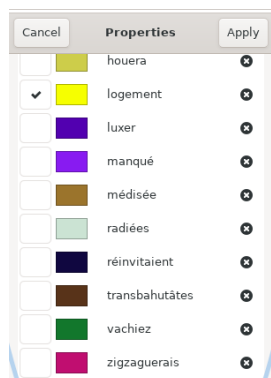 Cancel Properties Apply
houera
logement
luxer
manqué
médisée
radiées
réinvitaient
transbahutâtes
vachiez
zigzaguerais